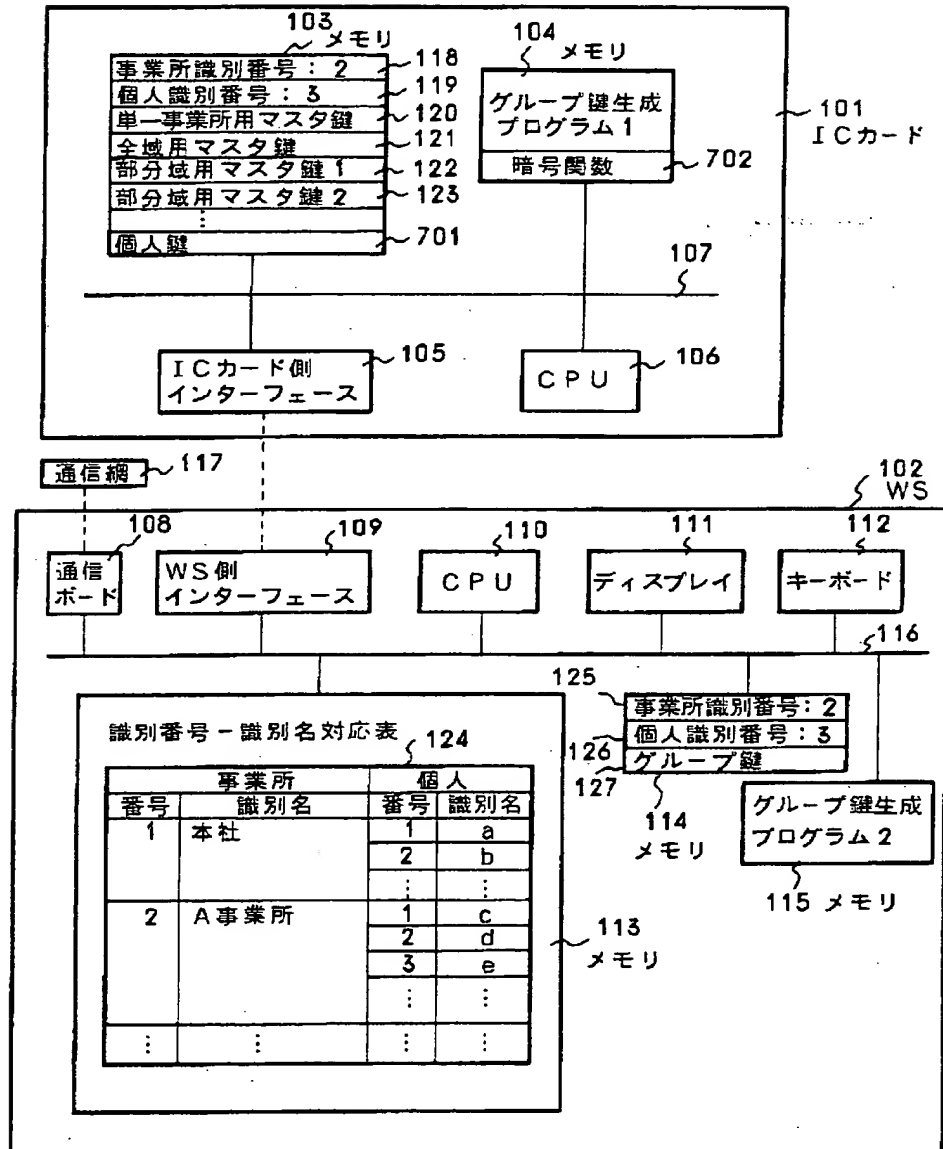 103 メモリ
事業所識別番号：2 118
個人識別番号：3 119
単一事業所用マスタ鍵 120
全域用マスタ鍵 121
部分域用マスタ鍵1 122
部分域用マスタ鍵2 123
⋮
個人鍵 701
104 メモリ
グループ鍵生成
プログラム1
暗号関数 702
101
ICカード
107
ICカード側
インターフェース
105
CPU
106
通信網 117
102
WS
108
通信
ボード
109
WS側
インターフェース
110
CPU
111
ディスプレイ
112
キーボード
116
識別番号－識別名対応表
124
事業所 個人
番号 識別名 番号 識別名
1 本社 1 a
2 b
⋮ ⋮
2 A事業所 1 c
2 d
3 e
⋮ ⋮
⋮ ⋮ ⋮ ⋮
113
メモリ
125 事業所識別番号：2
126 個人識別番号：3
127 グループ鍵
114
メモリ
グループ鍵生成
プログラム2
115 メモリ